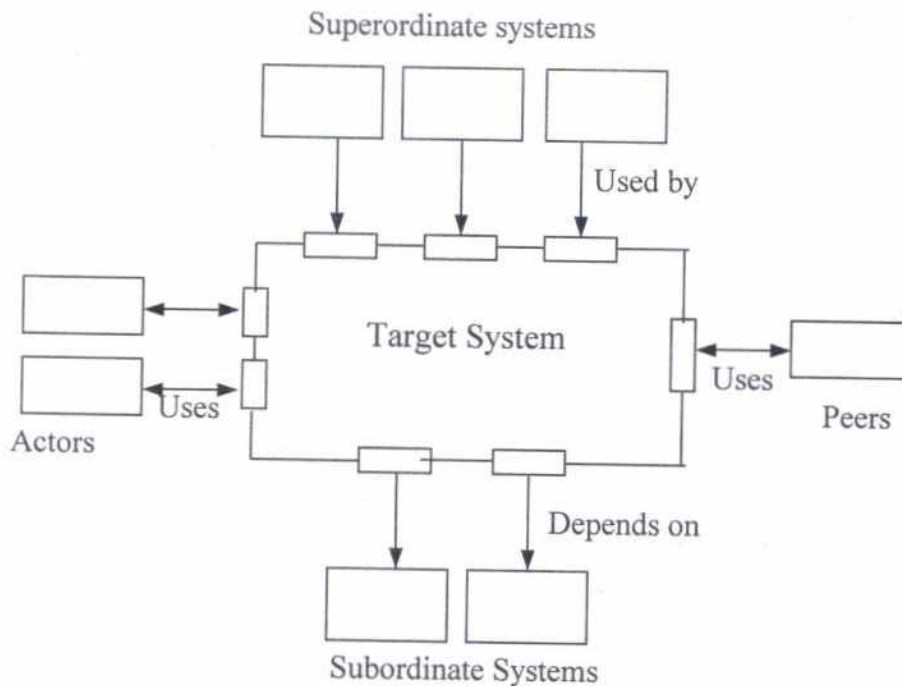 Superordinate systems
Used by
Target System
Uses
Uses
Actors
Peers
Depends on
Subordinate Systems